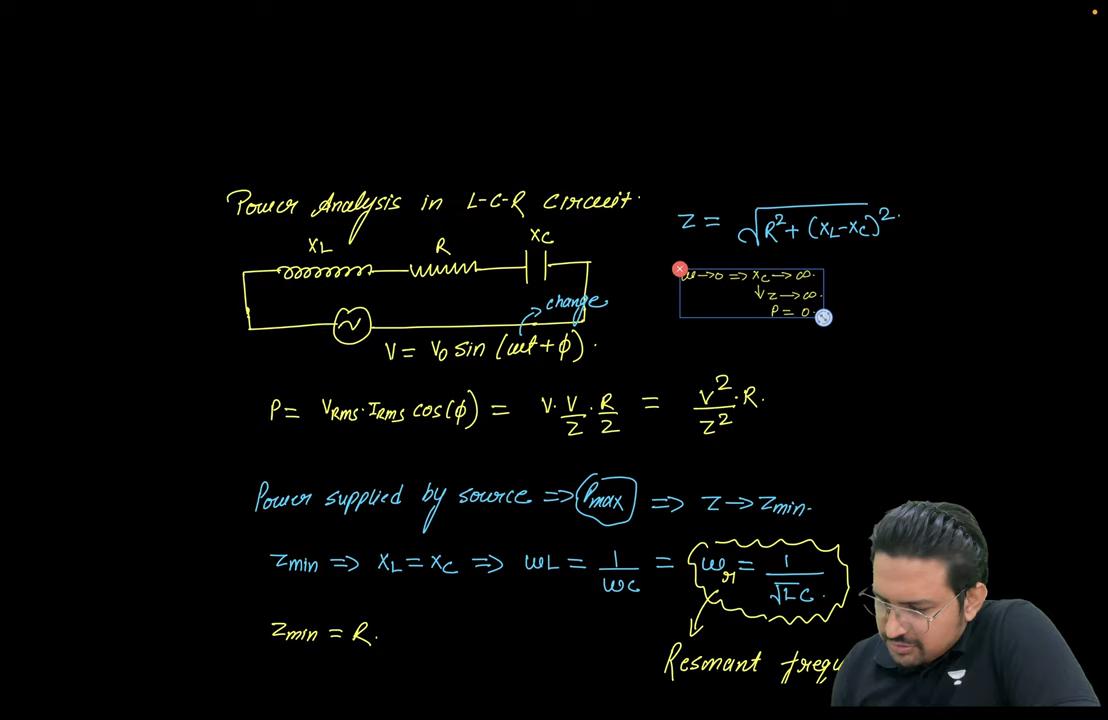 Power Analysis in L-C-R Circuit.
XL R XC
change
V = V0 sin (ωt + ϕ).
Z = √R² + (XL-XC)².
ω→0 ⇒ XC→∞.
↓ Z→∞.
P = 0.
P = VRMS·IRMS cos(ϕ) = V·V/Z·R/Z = V²/Z²·R.
Power supplied by source ⇒ Pmax ⇒ Z → Zmin.
Zmin ⇒ XL = XC ⇒ ωL = 1/ωC = ωr = 1/√LC.
Zmin = R.
Resonant frequ